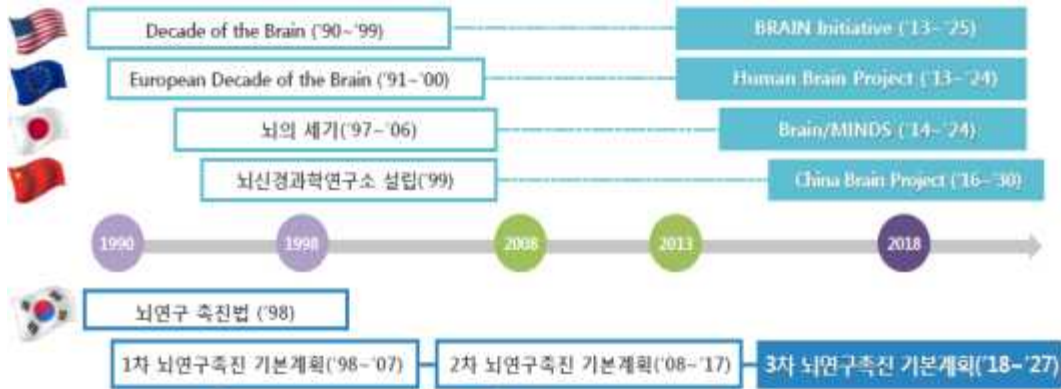 Decade of the Brain ('90~'99)
BRAIN Initiative ('13~'25)
European Decade of the Brain ('91~'00)
Human Brain Project ('13~'24)
뇌의 세기('97~'06)
Brain/MINDS ('14~'24)
뇌신경과학연구소 설립('99)
China Brain Project ('16~'30)
1990
1998
2008
2013
2018
뇌연구 촉진법 ('98)
1차 뇌연구촉진 기본계획('98~'07)
2차 뇌연구촉진 기본계획('08~'17)
3차 뇌연구촉진 기본계획('18~'27)